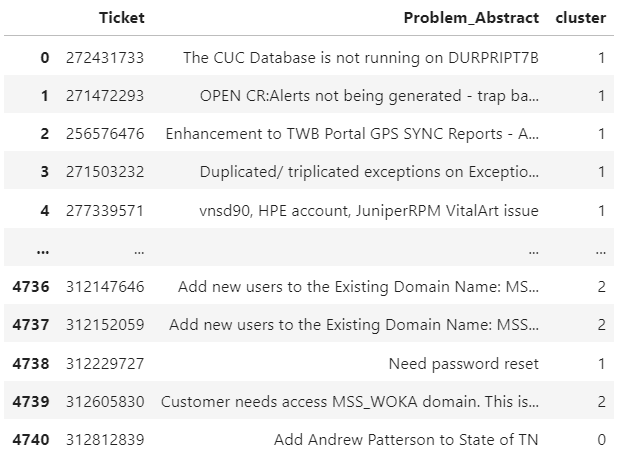 Ticket Problem_Abstract cluster
0 272431733 The CUC Database is not running on DURPRIPT7B 1
1 271472293 OPEN CR:Alerts not being generated - trap ba... 1
2 256576476 Enhancement to TWB Portal GPS SYNC Reports - A... 1
3 271503232 Duplicated/ triplicated exceptions on Exceptio... 1
4 277339571 vnsd90, HPE account, JuniperRPM VitalArt issue 1
... ... ... ...
4736 312147646 Add new users to the Existing Domain Name: MS... 2
4737 312152059 Add new users to the Existing Domain Name: MSS... 2
4738 312229727 Need password reset 1
4739 312605830 Customer needs access MSS_WOKA domain. This is... 2
4740 312812839 Add Andrew Patterson to State of TN 0